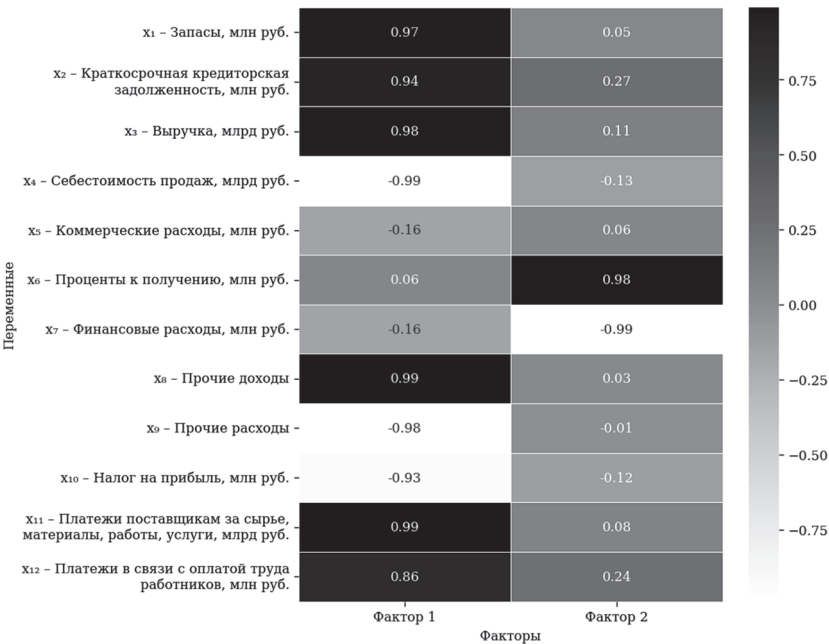 x₁ – Запасы, млн руб.
0.97
0.05
x₂ – Краткосрочная кредиторская
задолженность, млн руб.
0.94
0.27
x₃ – Выручка, млрд руб.
0.98
0.11
x₄ – Себестоимость продаж, млрд руб.
-0.99
-0.13
x₅ – Коммерческие расходы, млн руб.
-0.16
0.06
x₆ – Проценты к получению, млн руб.
0.06
0.98
x₇ – Финансовые расходы, млн руб.
-0.16
-0.99
x₈ – Прочие доходы
0.99
0.03
x₉ – Прочие расходы
-0.98
-0.01
x₁₀ – Налог на прибыль, млн руб.
-0.93
-0.12
x₁₁ – Платежи поставщикам за сырье,
материалы, работы, услуги, млрд руб.
0.99
0.08
x₁₂ – Платежи в связи с оплатой труда
работников, млн руб.
0.86
0.24
Переменные
Фактор 1
Фактор 2
Факторы
0.75
0.50
0.25
0.00
−0.25
−0.50
−0.75